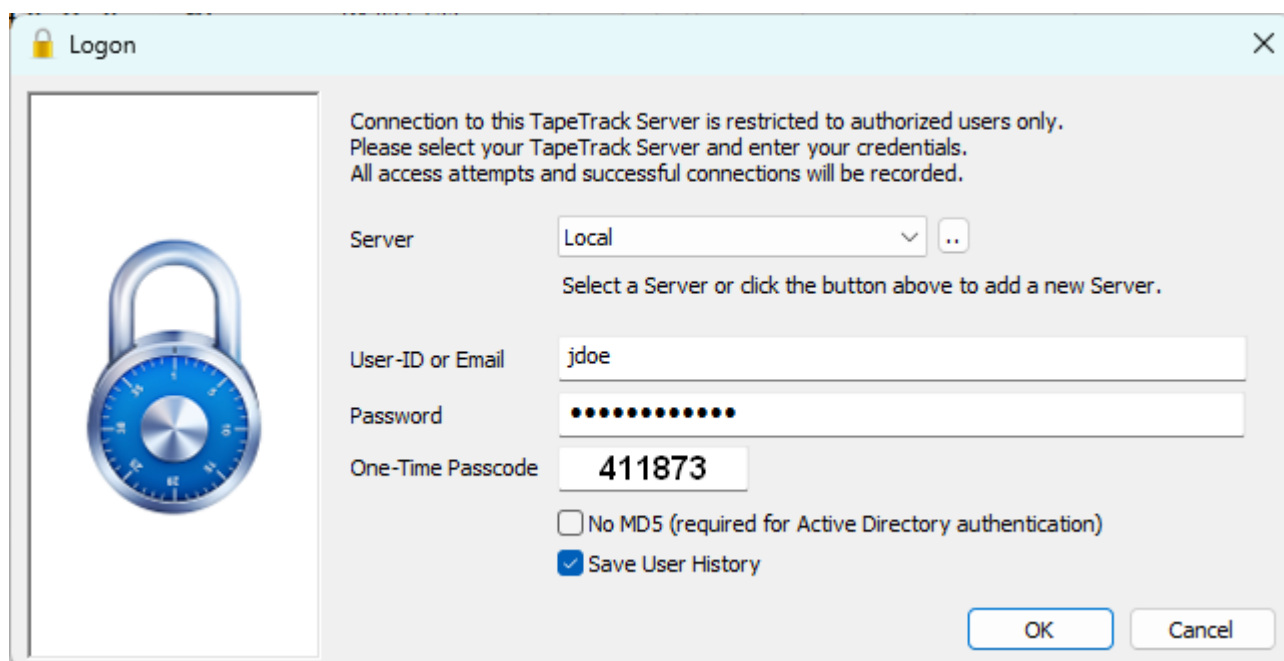 Logon
Connection to this TapeTrack Server is restricted to authorized users only.
Please select your TapeTrack Server and enter your credentials.
All access attempts and successful connections will be recorded.
Server Local ..
Select a Server or click the button above to add a new Server.
User-ID or Email jdoe
Password ••••••••••••
One-Time Passcode 411873
No MD5 (required for Active Directory authentication)
Save User History
OK Cancel